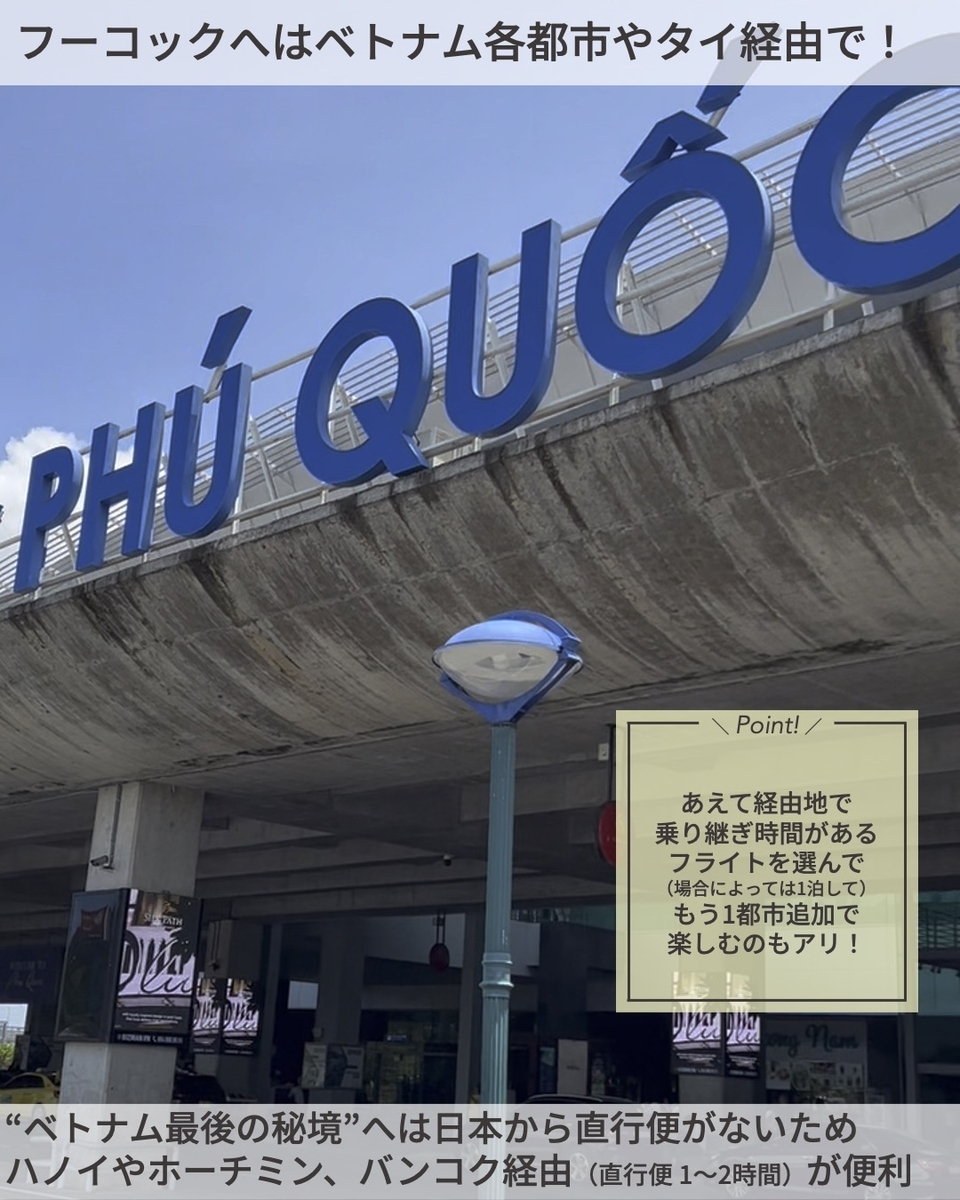 フーコックへはベトナム各都市やタイ経由で！
PHÚ QUỐC
Point!
あえて経由地で
乗り継ぎ時間がある
フライトを選んで
（場合によっては1泊して）
もう1都市追加で
楽しむのもアリ！
“ベトナム最後の秘境”へは日本から直行便がないため
ハノイやホーチミン、バンコク経由（直行便 1〜2時間）が便利